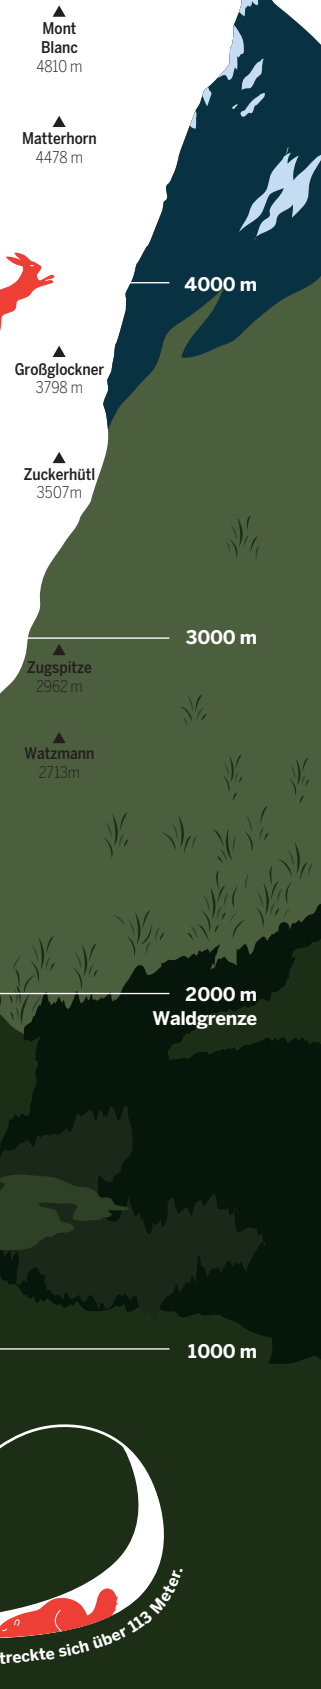 Mont
Blanc
4810 m
Matterhorn
4478 m
4000 m
Großglockner
3798 m
Zuckerhütl
3507m
3000 m
Zugspitze
2962 m
Watzmann
2713m
2000 m
Waldgrenze
1000 m
treckte sich über 113 Meter.